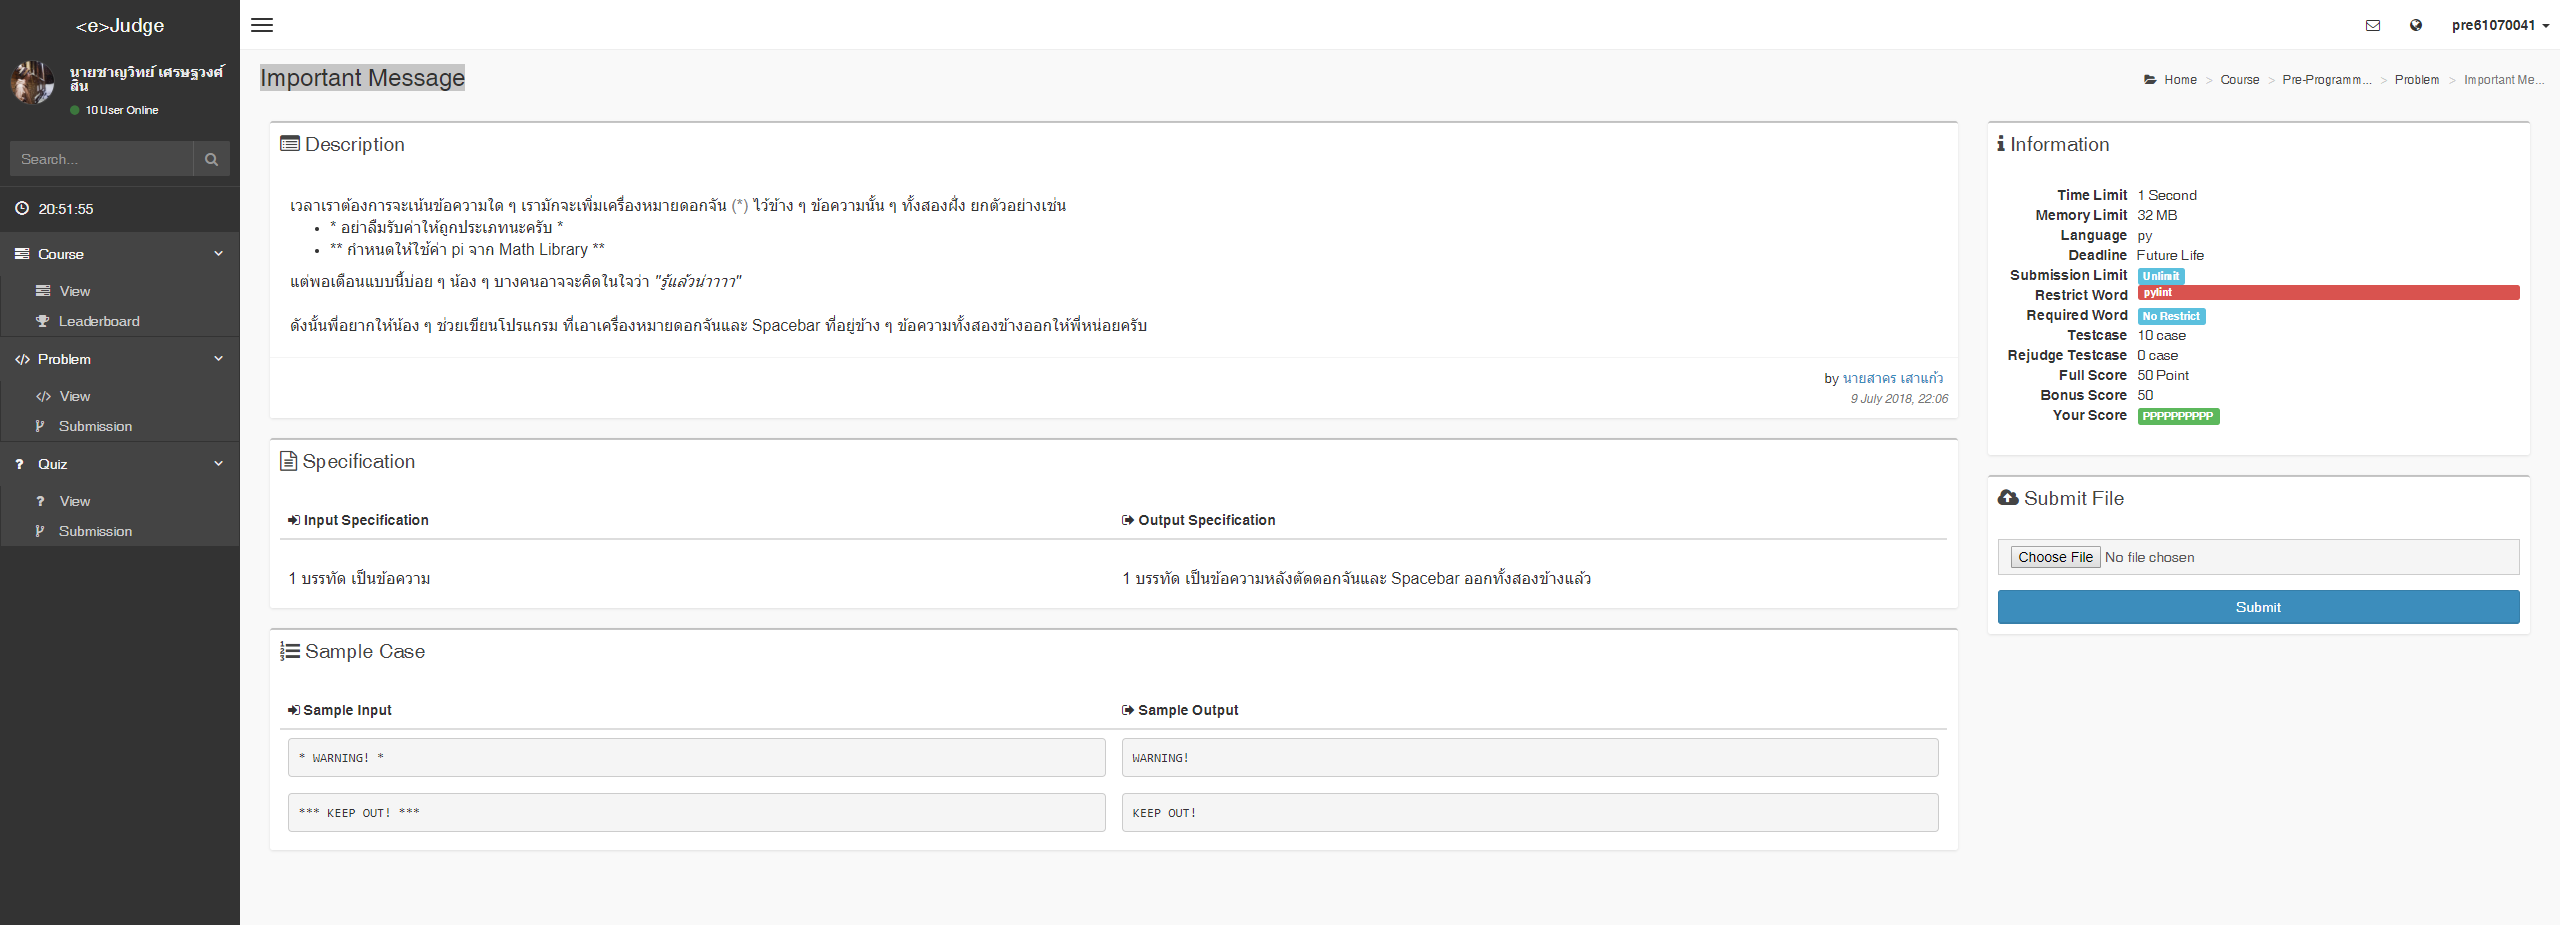 <e>Judge
pre61070041
นายชาญวิทย์ เศรษฐวงศ์
สิน
10 User Online
Search...
20:51:55
Course
View
Leaderboard
Problem
View
Submission
Quiz
View
Submission
Important Message
Home > Course > Pre-Programm... > Problem > Important Me...
Description
เวลาเราต้องการจะเน้นข้อความใด ๆ เรามักจะเพิ่มเครื่องหมายดอกจัน (*) ไว้ข้าง ๆ ข้อความนั้น ๆ ทั้งสองฝั่ง ยกตัวอย่างเช่น
• * อย่าลืมรับค่าให้ถูกประเภทนะครับ *
• ** กำหนดให้ใช้ค่า pi จาก Math Library **
แต่พอเตือนแบบนี้บ่อย ๆ น้อง ๆ บางคนอาจจะคิดในใจว่า "รู้แล้วน่าาาา"
ดังนั้นพี่อยากให้น้อง ๆ ช่วยเขียนโปรแกรม ที่เอาเครื่องหมายดอกจันและ Spacebar ที่อยู่ข้าง ๆ ข้อความทั้งสองข้างออกให้พี่หน่อยครับ
by นายสาคร เสาแก้ว
9 July 2018, 22:06
Specification
Input Specification
Output Specification
1 บรรทัด เป็นข้อความ
1 บรรทัด เป็นข้อความหลังตัดดอกจันและ Spacebar ออกทั้งสองข้างแล้ว
Sample Case
Sample Input
Sample Output
* WARNING! *
WARNING!
*** KEEP OUT! ***
KEEP OUT!
Information
Time Limit 1 Second
Memory Limit 32 MB
Language py
Deadline Future Life
Submission Limit Unlimit
Restrict Word pylint
Required Word No Restrict
Testcase 10 case
Rejudge Testcase 0 case
Full Score 50 Point
Bonus Score 50
Your Score PPPPPPPPPP
Submit File
Choose File No file chosen
Submit